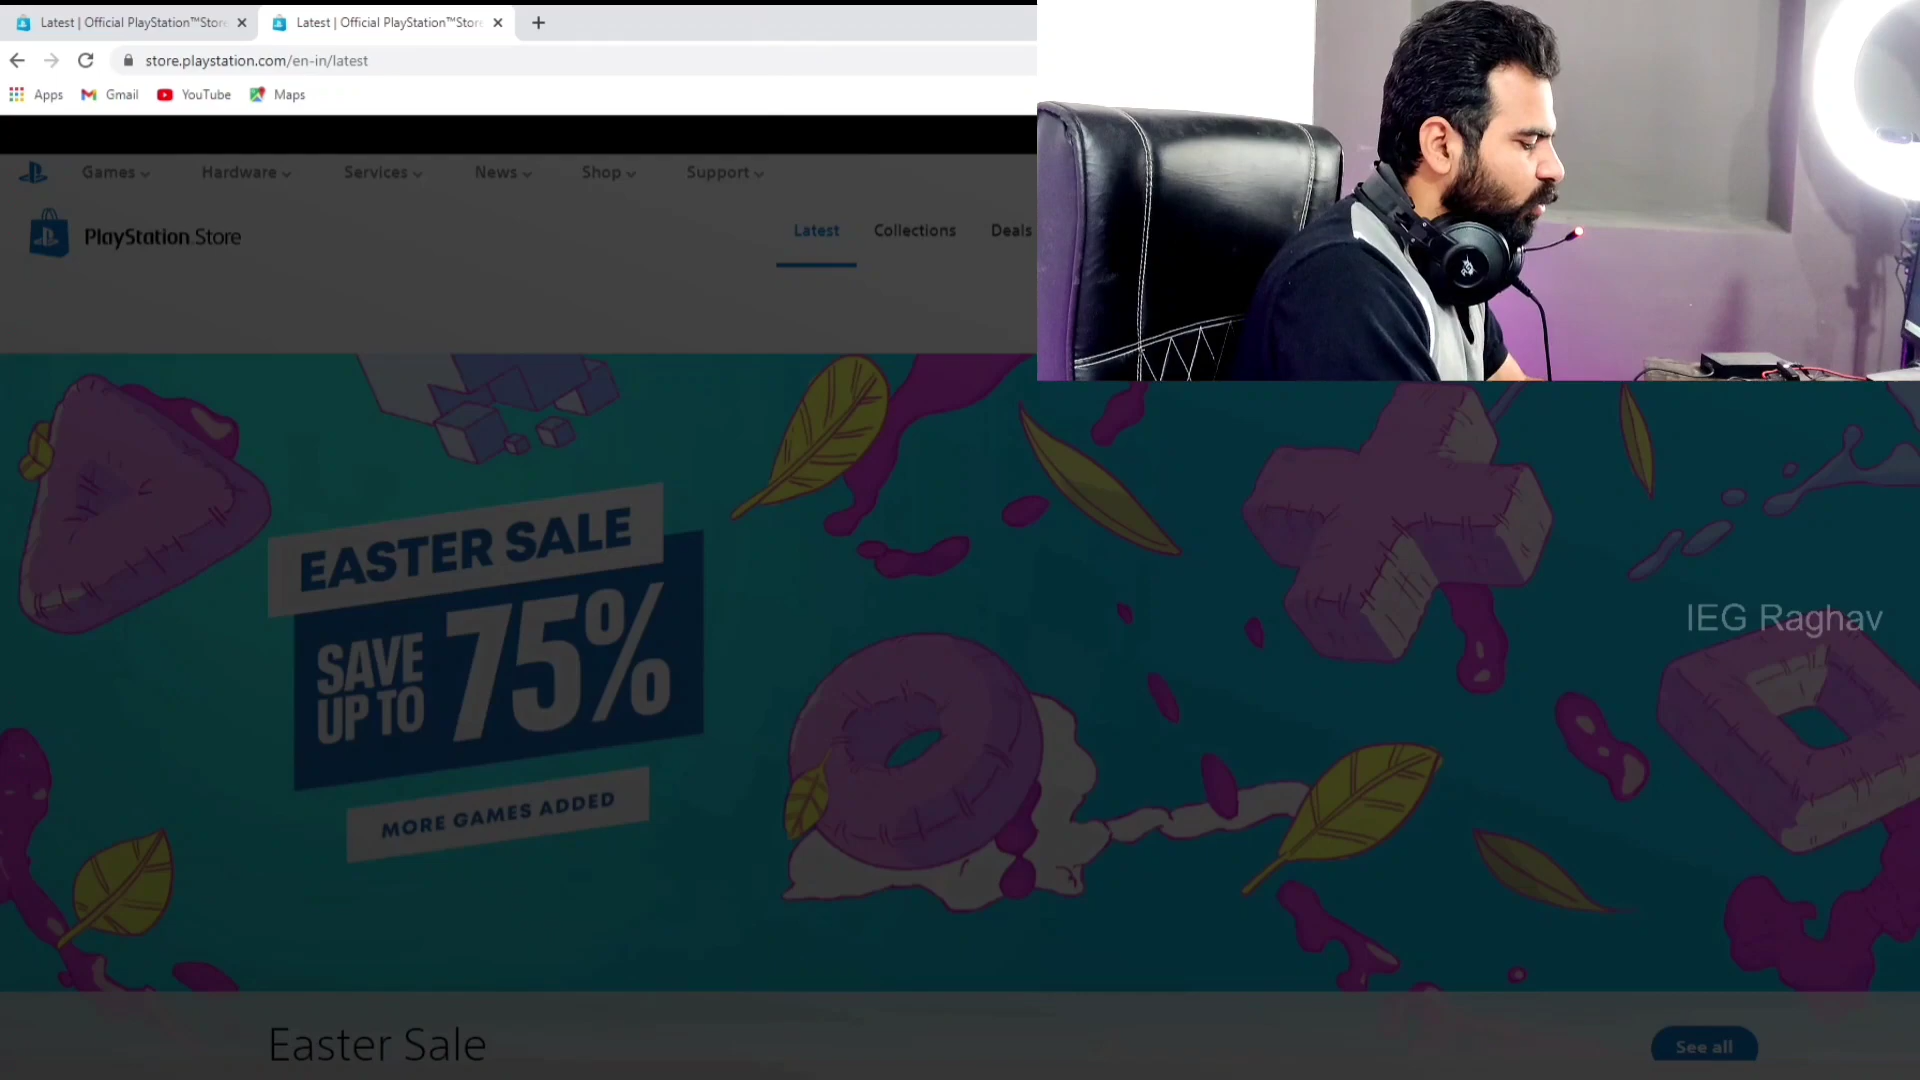 Latest | Official PlayStation™Store
Latest | Official PlayStation™Store
store.playstation.com/en-in/latest
Apps
Gmail
YouTube
Maps
Games
Hardware
Services
News
Shop
Support
PlayStation Store
Latest
Collections
Deals
EASTER SALE
SAVE UP TO 75%
MORE GAMES ADDED
IEG Raghav
Easter Sale
See all